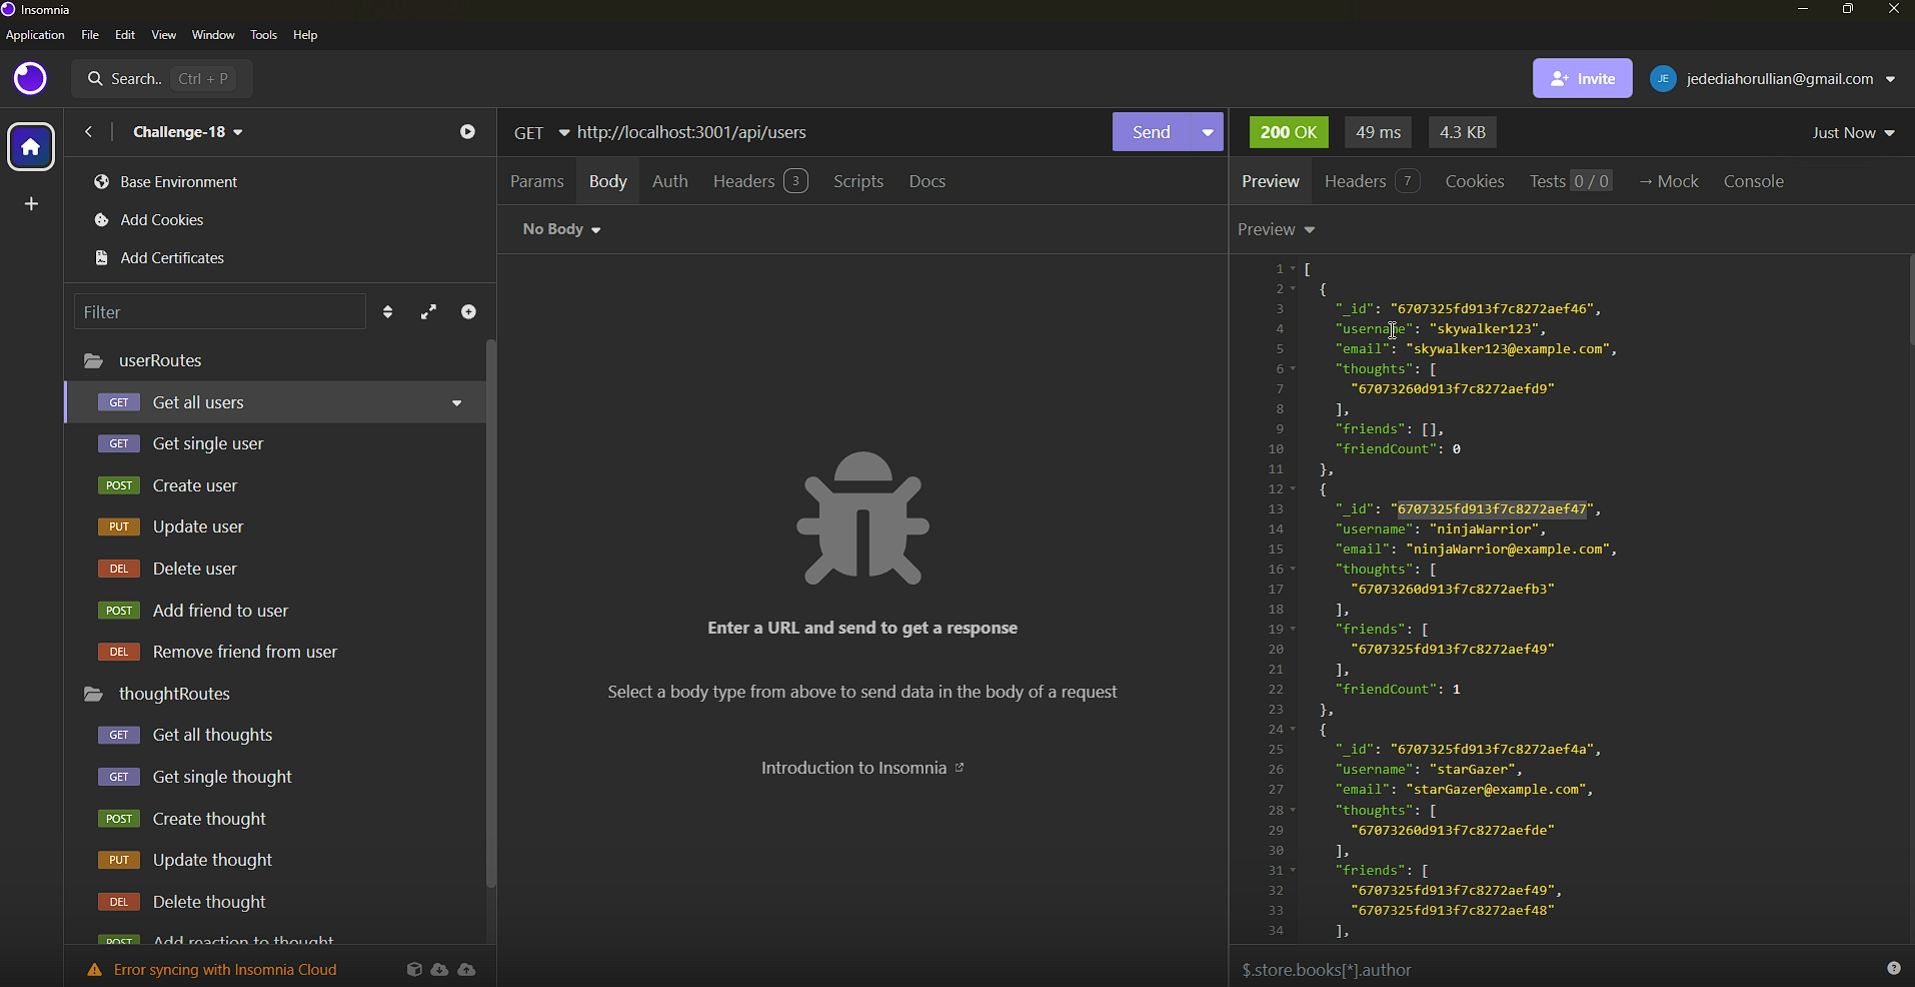 Insomnia
Application File Edit View Window Tools Help
Search.. Ctrl + P
Invite
JE jedediahorullian@gmail.com
Challenge-18
Base Environment
Add Cookies
Add Certificates
Filter
userRoutes
GET Get all users
GET Get single user
POST Create user
PUT Update user
DEL Delete user
POST Add friend to user
DEL Remove friend from user
thoughtRoutes
GET Get all thoughts
GET Get single thought
POST Create thought
PUT Update thought
DEL Delete thought
POST Add reaction to thought
Error syncing with Insomnia Cloud
GET http://localhost:3001/api/users Send
Params Body Auth Headers 3 Scripts Docs
No Body
Enter a URL and send to get a response
Select a body type from above to send data in the body of a request
Introduction to Insomnia
200 OK 49 ms 4.3 KB Just Now
Preview Headers 7 Cookies Tests 0 / 0 → Mock Console
Preview
1 [
2 {
3 "_id": "6707325fd913f7c8272aef46",
4 "username": "skywalker123",
5 "email": "skywalker123@example.com",
6 "thoughts": [
7 "67073260d913f7c8272aefd9"
8 ],
9 "friends": [],
10 "friendCount": 0
11 },
12 {
13 "_id": "6707325fd913f7c8272aef47",
14 "username": "ninjaWarrior",
15 "email": "ninjaWarrior@example.com",
16 "thoughts": [
17 "67073260d913f7c8272aefb3"
18 ],
19 "friends": [
20 "6707325fd913f7c8272aef49"
21 ],
22 "friendCount": 1
23 },
24 {
25 "_id": "6707325fd913f7c8272aef4a",
26 "username": "starGazer",
27 "email": "starGazer@example.com",
28 "thoughts": [
29 "67073260d913f7c8272aefde"
30 ],
31 "friends": [
32 "6707325fd913f7c8272aef49",
33 "6707325fd913f7c8272aef48"
34 ],
$.store.books[*].author